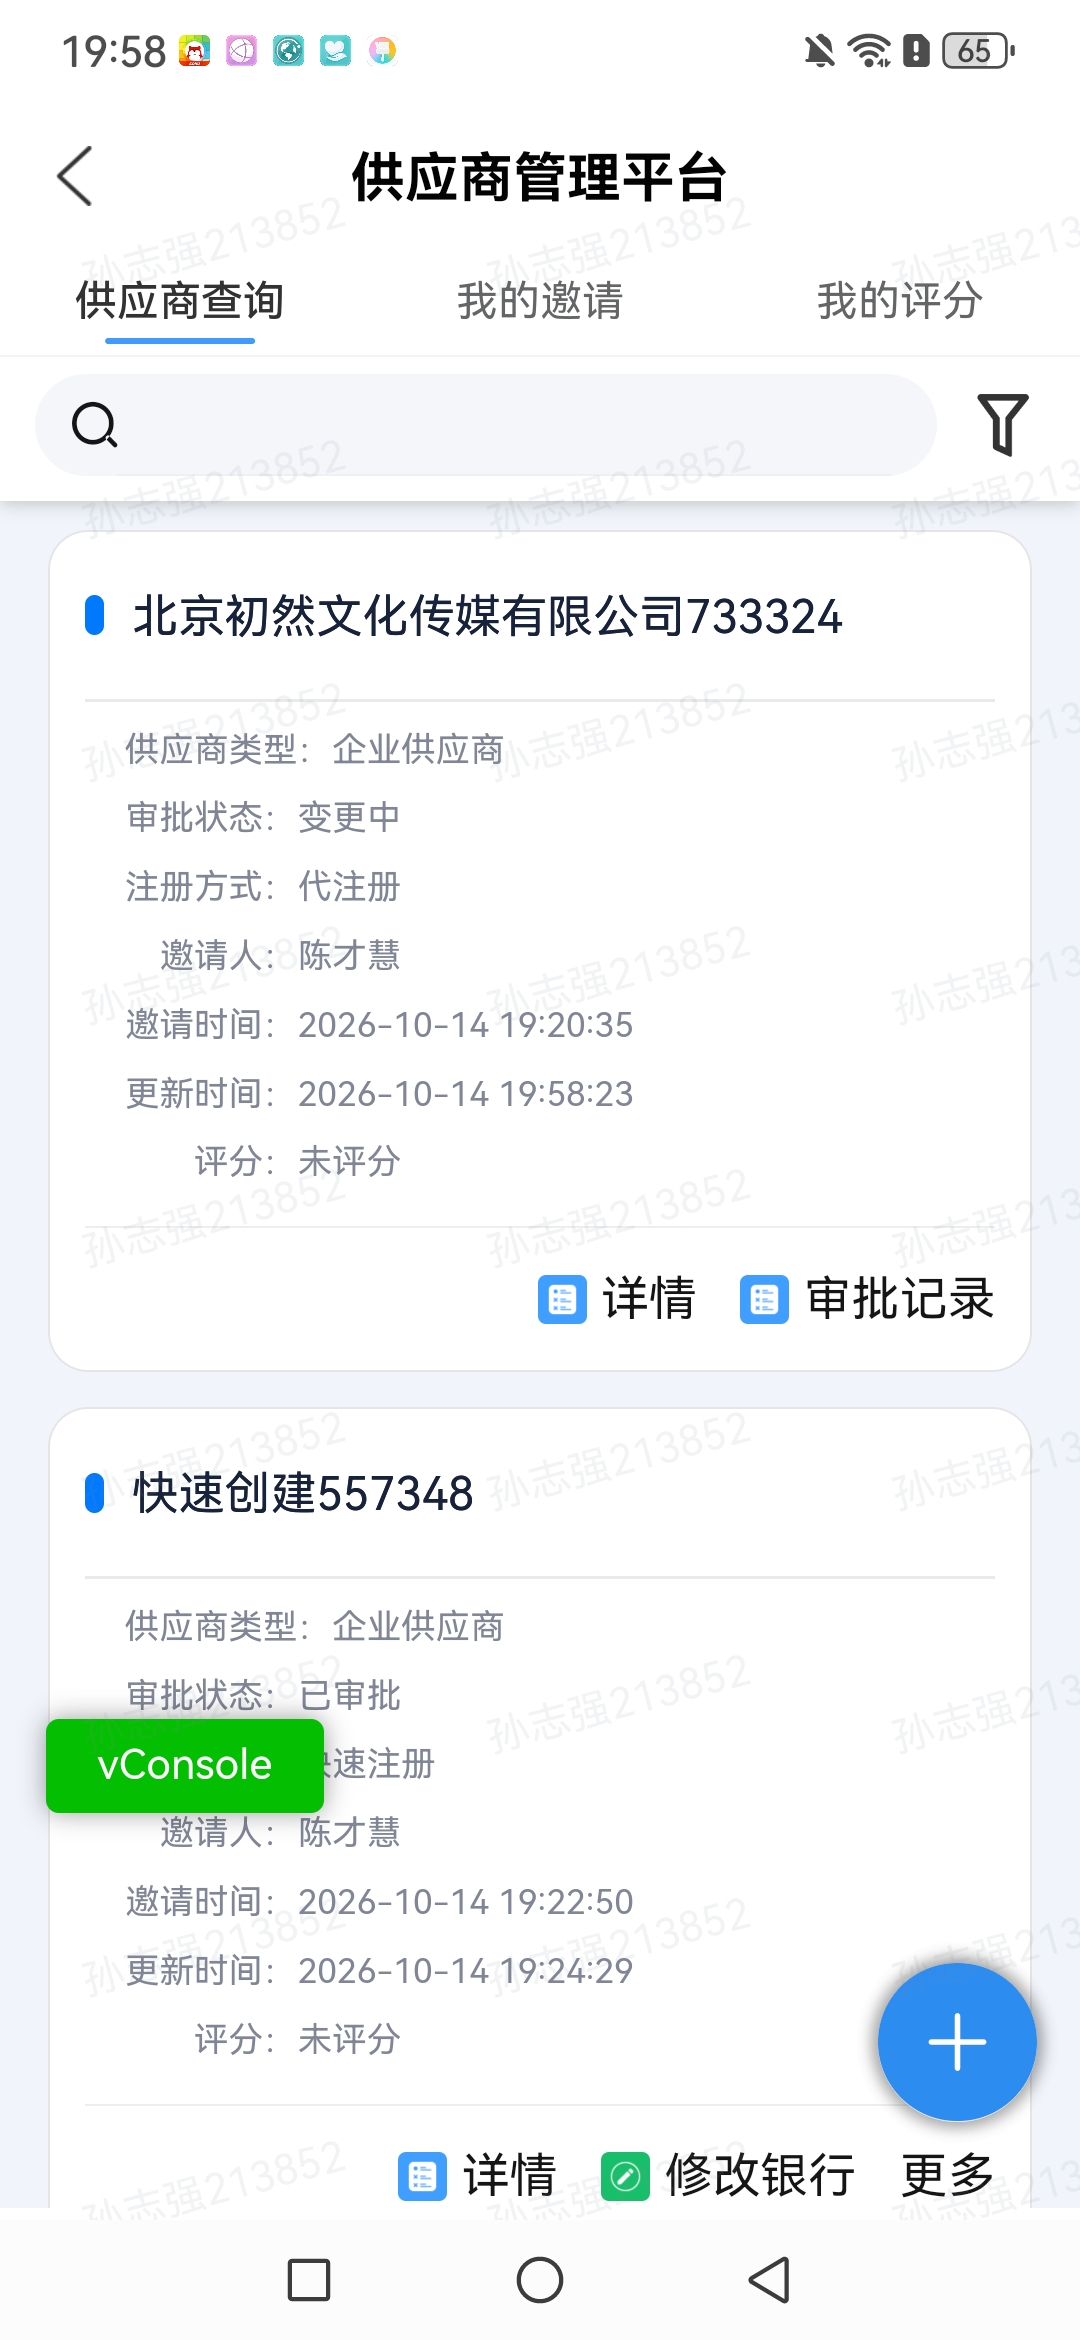 19:58
65
供应商管理平台
供应商查询
我的邀请
我的评分
北京初然文化传媒有限公司733324
供应商类型： 企业供应商
审批状态： 变更中
注册方式： 代注册
邀请人： 陈才慧
邀请时间： 2026-10-14 19:20:35
更新时间： 2026-10-14 19:58:23
评分： 未评分
详情 审批记录
快速创建557348
供应商类型： 企业供应商
审批状态： 已审批
vConsole
速注册
邀请人： 陈才慧
邀请时间： 2026-10-14 19:22:50
更新时间： 2026-10-14 19:24:29
评分： 未评分
详情 修改银行 更多
孙志强213852